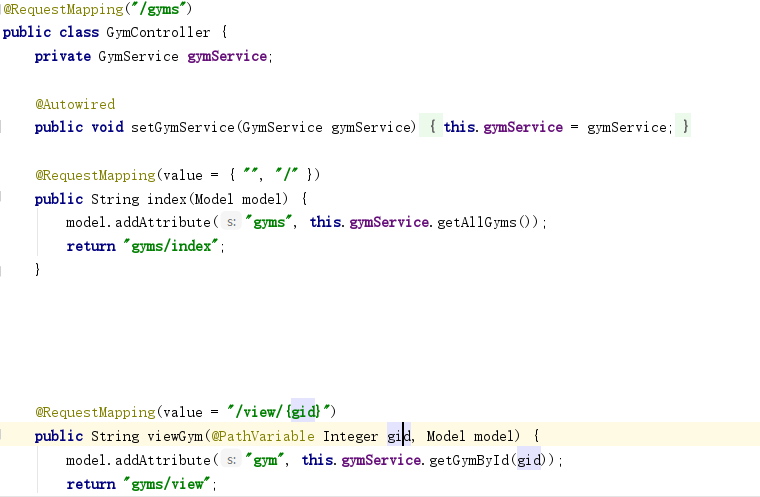 @RequestMapping("/gyms")
public class GymController {
    private GymService gymService;
    @Autowired
    public void setGymService(GymService gymService) { this.gymService = gymService; }
    @RequestMapping(value = { "", "/" })
    public String index(Model model) {
        model.addAttribute( s: "gyms", this.gymService.getAllGyms());
        return "gyms/index";
    }
    @RequestMapping(value = "/view/{gid}")
    public String viewGym(@PathVariable Integer gid, Model model) {
        model.addAttribute( s: "gym", this.gymService.getGymById(gid));
        return "gyms/view";